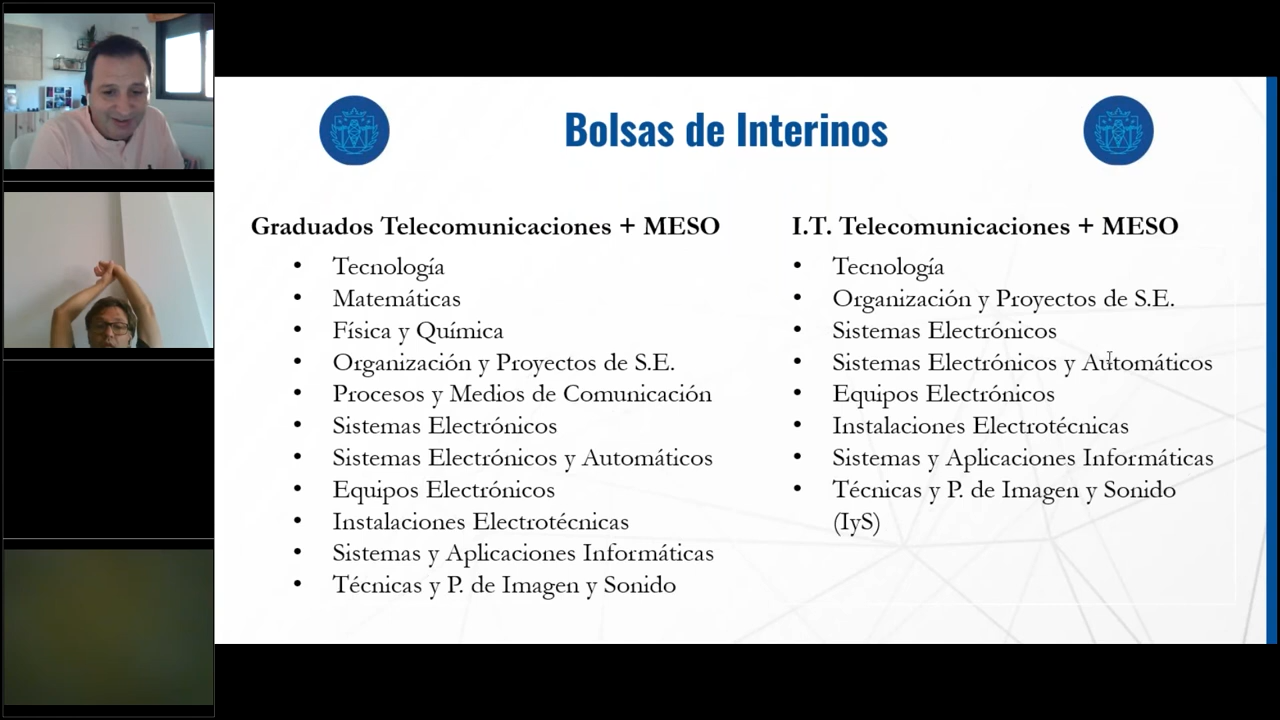 Bolsas de Interinos
Graduados Telecomunicaciones + MESO
• Tecnología
• Matemáticas
• Física y Química
• Organización y Proyectos de S.E.
• Procesos y Medios de Comunicación
• Sistemas Electrónicos
• Sistemas Electrónicos y Automáticos
• Equipos Electrónicos
• Instalaciones Electrotécnicas
• Sistemas y Aplicaciones Informáticas
• Técnicas y P. de Imagen y Sonido
I.T. Telecomunicaciones + MESO
• Tecnología
• Organización y Proyectos de S.E.
• Sistemas Electrónicos
• Sistemas Electrónicos y Automáticos
• Equipos Electrónicos
• Instalaciones Electrotécnicas
• Sistemas y Aplicaciones Informáticas
• Técnicas y P. de Imagen y Sonido
(IyS)